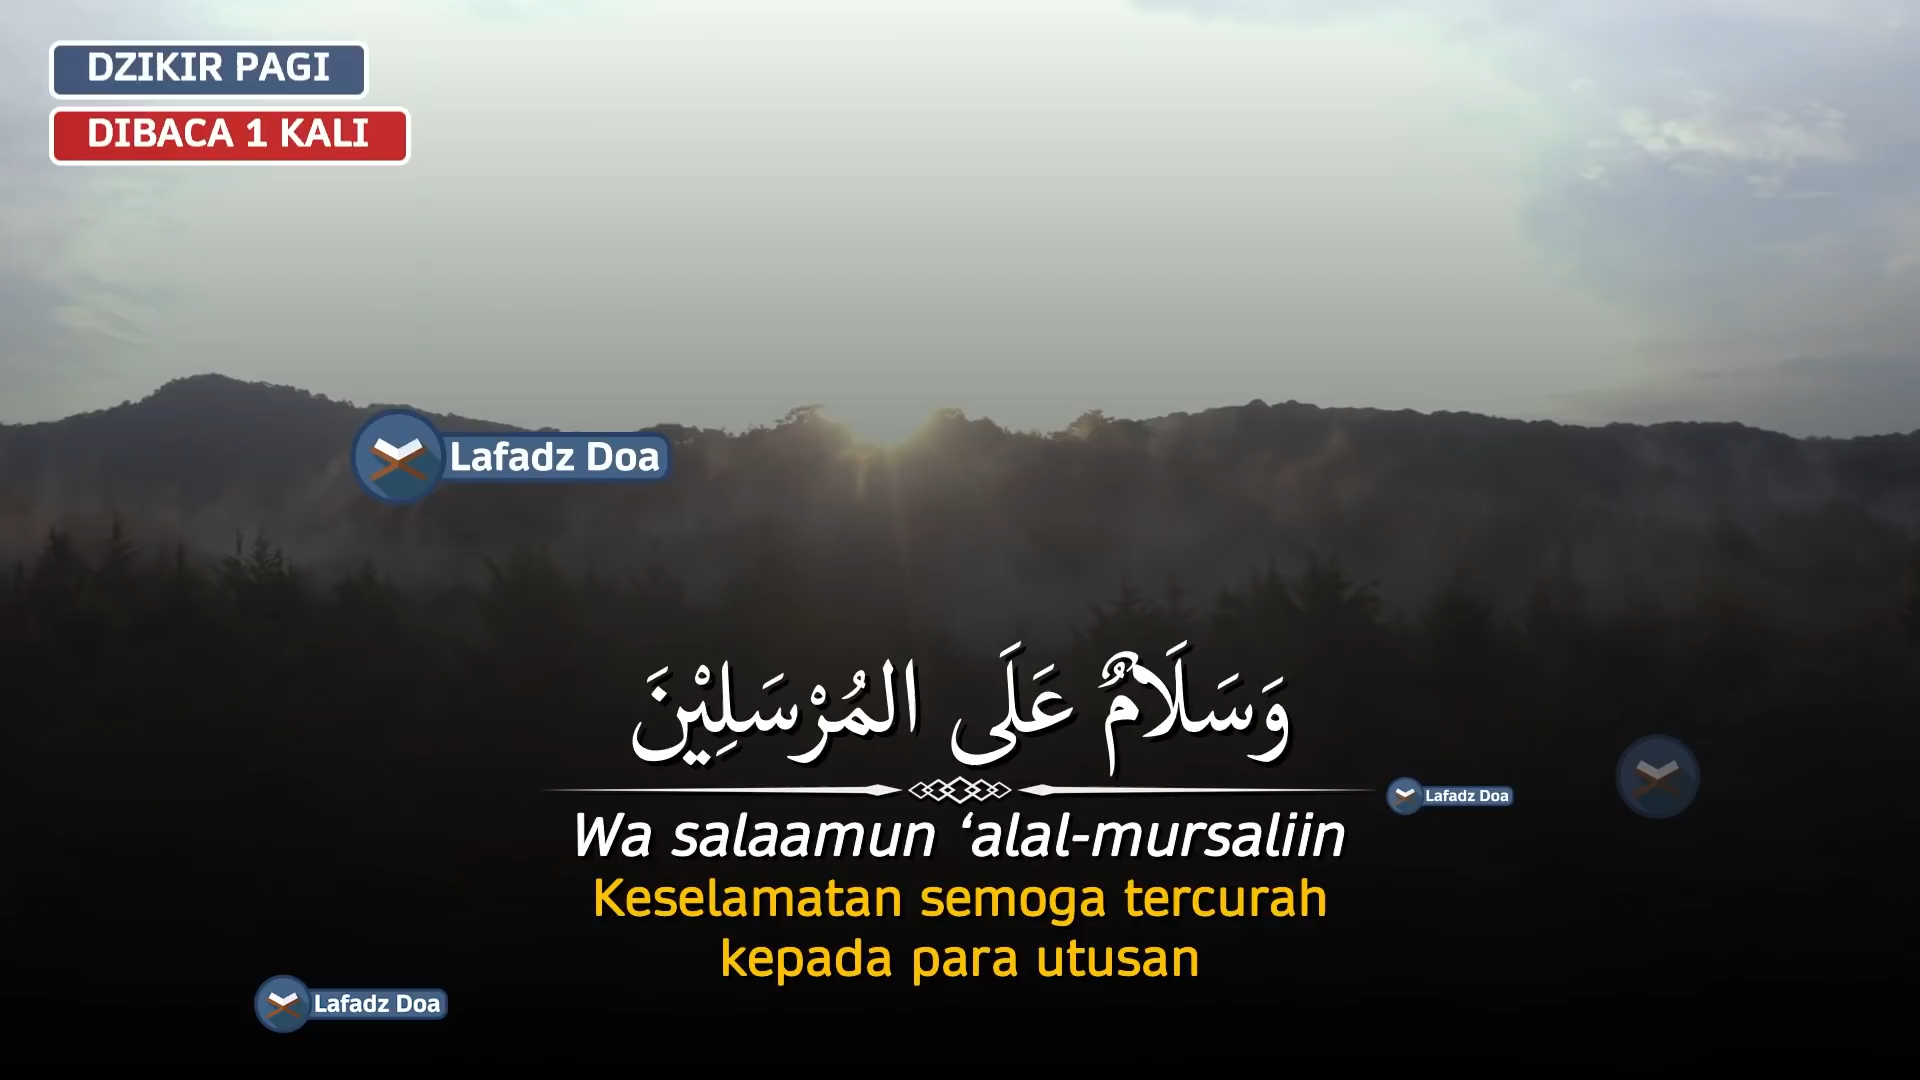 DZIKIR PAGI
DIBACA 1 KALI
Lafadz Doa
وَسَلَامٌ عَلَى المُرْسَلِيْنَ
Lafadz Doa
Wa salaamun ‘alal-mursaliin
Keselamatan semoga tercurah
kepada para utusan
Lafadz Doa